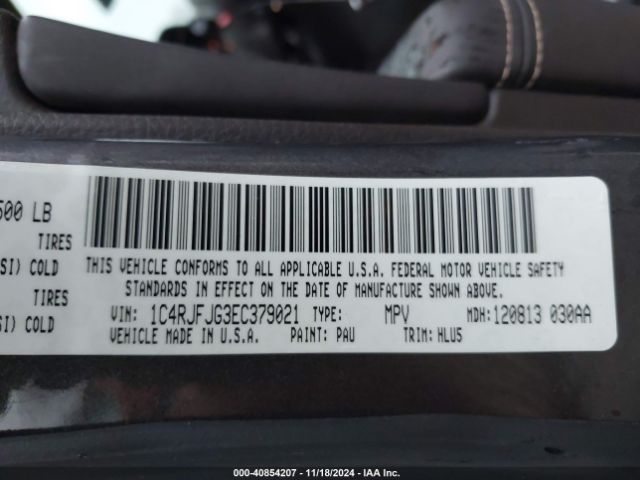 500 LB
TIRES
SI) COLD
SI) COLD
THIS VEHICLE CONFORMS TO ALL APPLICABLE U.S.A. FEDERAL MOTOR VEHICLE SAFETY
STANDARDS IN EFFECT ON THE DATE OF MANUFACTURE SHOWN ABOVE.
VIN: 1C4RJFJG3EC379021 TYPE: MPV MDH:120813 030AA
VEHICLE MADE IN U.S.A. PAINT: PAU TRIM: HLU5
TIRES
000-40854207 - 11/18/2024 - IAA Inc.